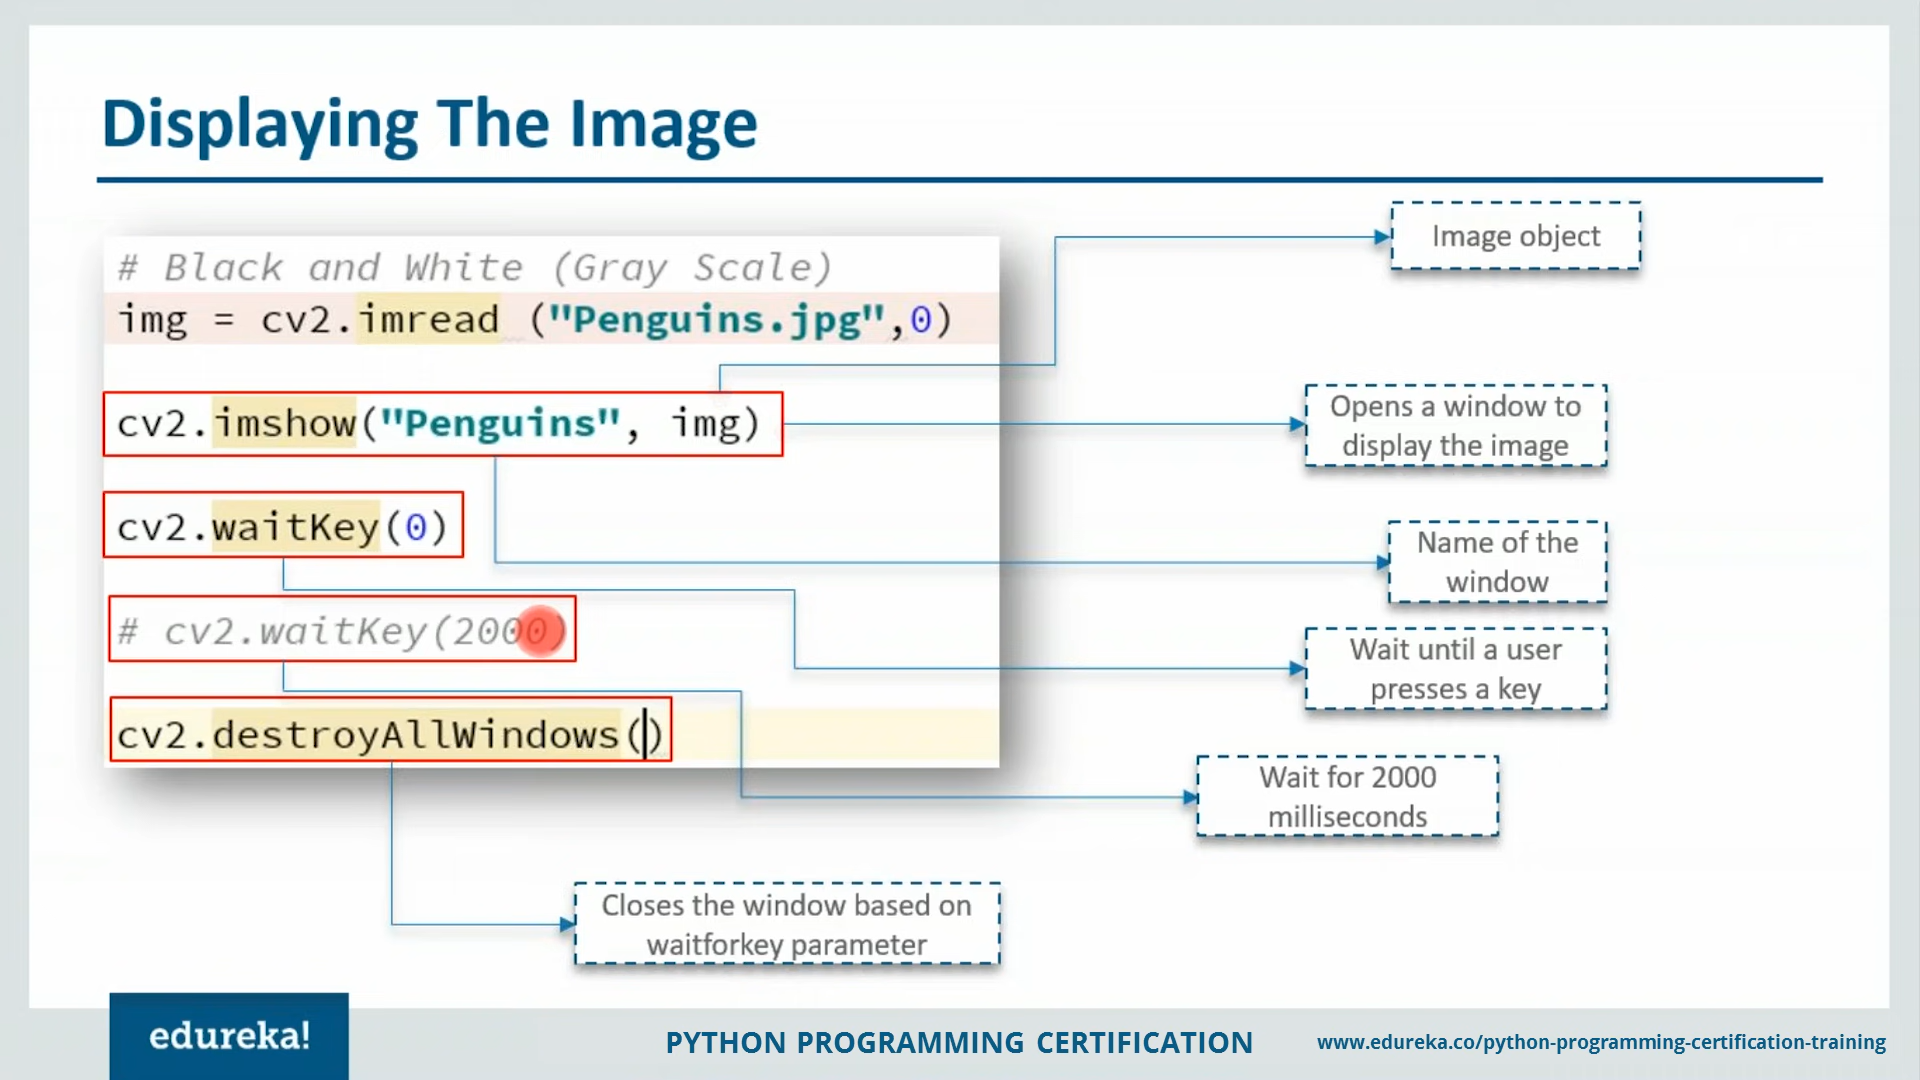 Displaying The Image
# Black and White (Gray Scale)
img = cv2.imread ("Penguins.jpg",0)
cv2.imshow("Penguins", img)
cv2.waitKey(0)
# cv2.waitKey(2000)
cv2.destroyAllWindows()
Image object
Opens a window to
display the image
Name of the
window
Wait until a user
presses a key
Wait for 2000
milliseconds
Closes the window based on
waitforkey parameter
edureka!
PYTHON PROGRAMMING CERTIFICATION
www.edureka.co/python-programming-certification-training